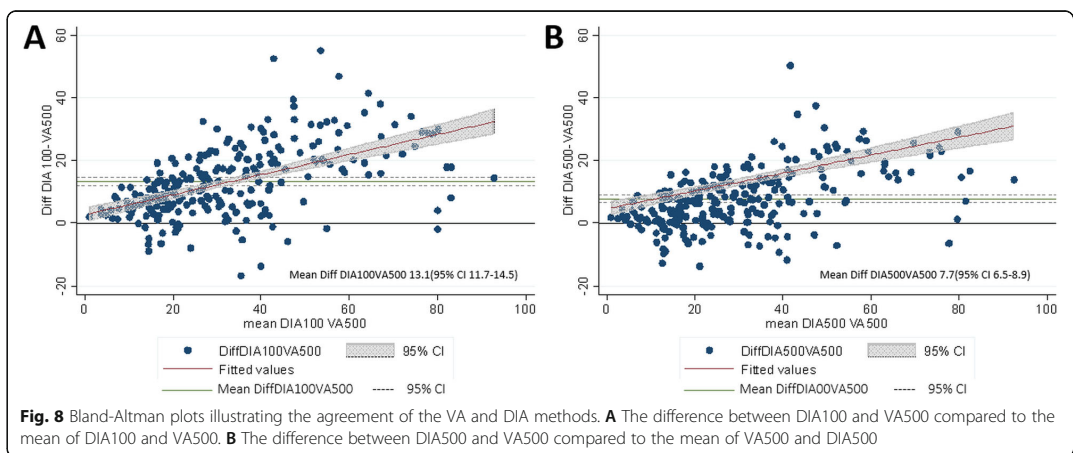 A
Diff DIA 100- VA500
60
40
20
0
-20
0 20 40 60 80 100
Mean Diff DIA100VA500 13.1(95% CI 11.7-14.5)
mean DIA100 VA500
DiffDIA100VA500 95% CI
Fitted values
Mean DiffDIA100VA500 95% CI
B
Diff DIA 500-VA500
60
40
20
0
-20
0 20 40 60 80 100
Mean Diff DIA500VA500 7.7(95% CI 6.5-8.9)
mean DIA500 VA500
DiffDIA500VA500 95% CI
Fitted values
Mean DiffDIA00VA500 95% CI
Fig. 8 Bland-Altman plots illustrating the agreement of the VA and DIA methods. A The difference between DIA100 and VA500 compared to the
mean of DIA100 and VA500. B The difference between DIA500 and VA500 compared to the mean of VA500 and DIA500